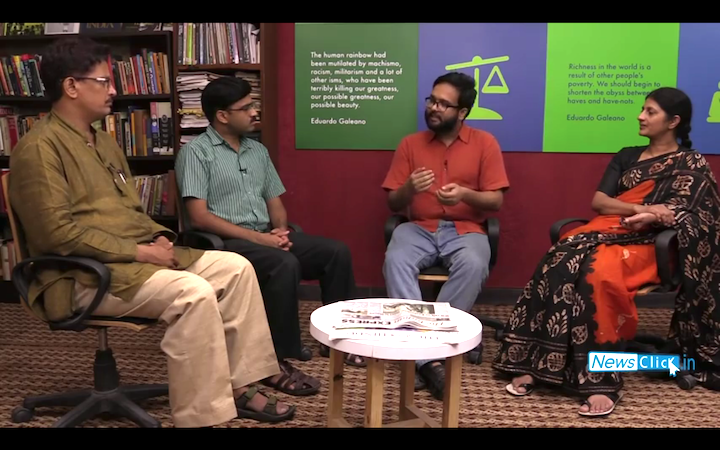 The human rainbow had
been mutilated by machismo,
racism, militarism and a lot of
other isms, who have been
terribly killing our greatness,
our possible greatness, our
possible beauty.
Eduardo Galeano
Richness in the world is a
result of other people's
poverty. We should begin to
shorten the abyss between
haves and have-nots.
Eduardo Galeano
EXPRESS
NewsClick.in